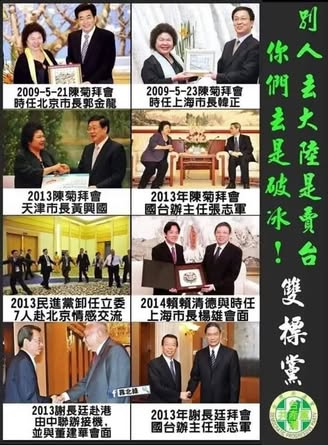 別人去大陸是賣台
你們去是破冰！
雙標黨
2009-5-21陳菊拜會
時任北京市長郭金龍
2009-5-23陳菊拜會
時任上海市長韓正
2013陳菊拜會
天津市長黃興國
2013年陳菊拜會
國台辦主任張志軍
2013民進黨卸任立委
7人赴北京情感交流
2014賴賴清德與時任
上海市長楊雄會面
2013謝長廷赴港
田中聯辦接機，
並與董建華會面
2013年謝長廷拜會
國台辦主任張志軍